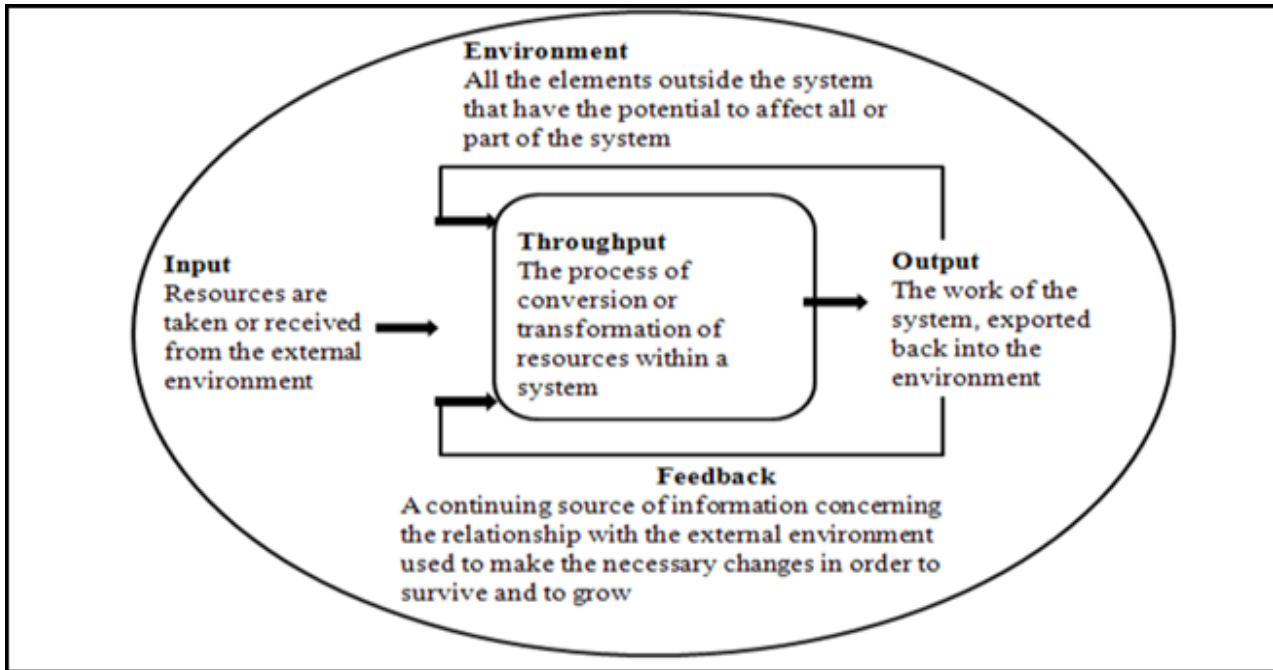 Environment
All the elements outside the system
that have the potential to affect all or
part of the system
Input
Resources are
taken or received
from the external
environment
Throughput
The process of
conversion or
transformation of
resources within a
system
Output
The work of the
system, exported
back into the
environment
Feedback
A continuing source of information concerning
the relationship with the external environment
used to make the necessary changes in order to
survive and to grow